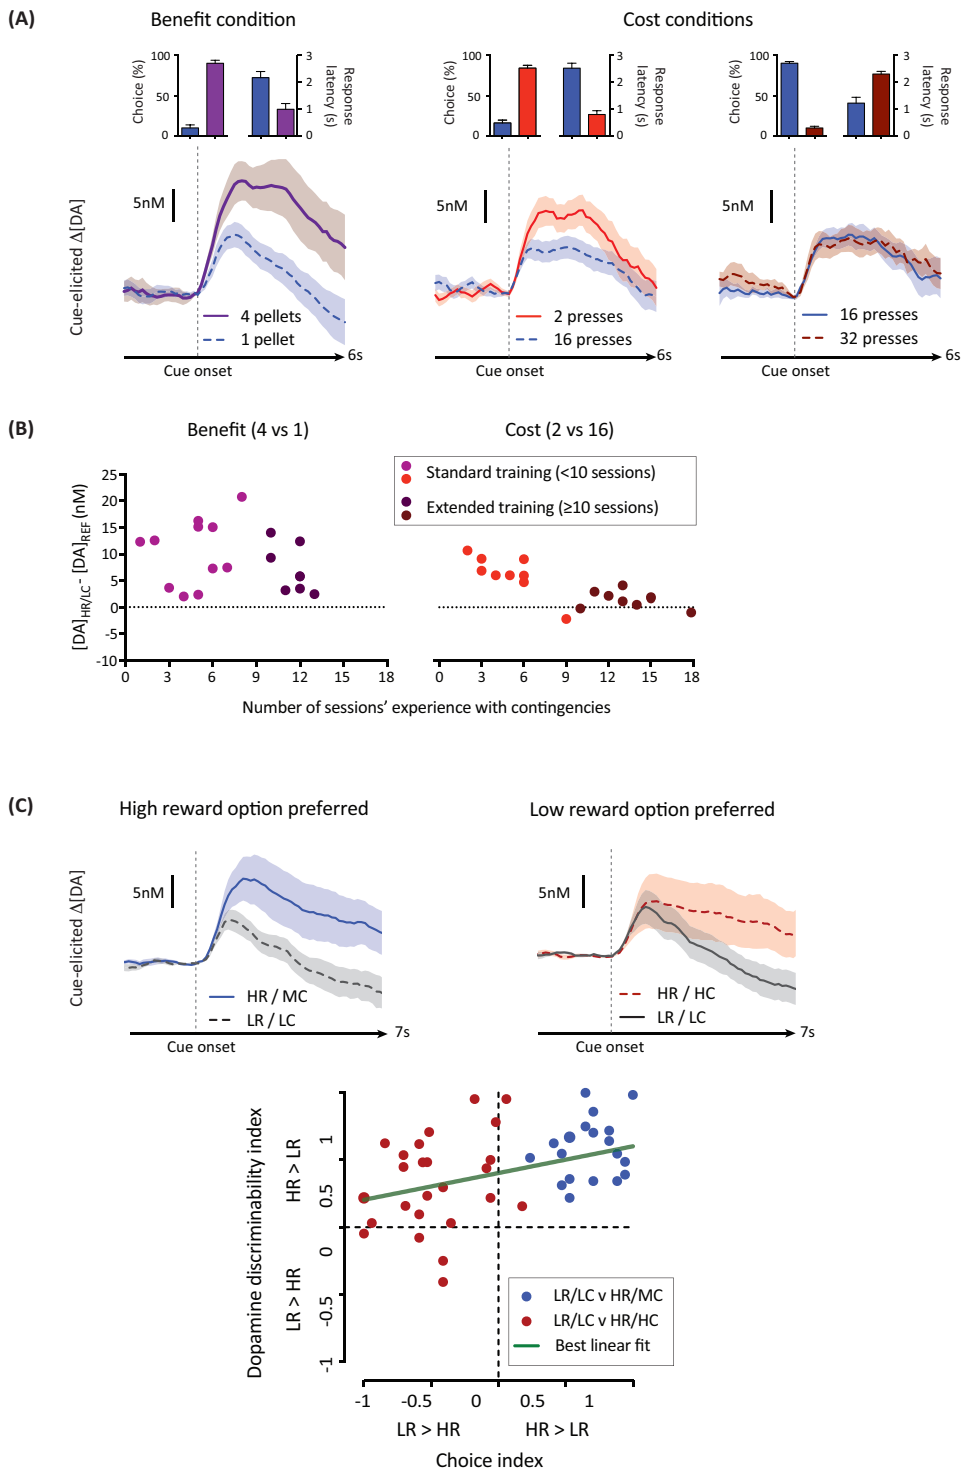 (A)
Benefit condition
Cost conditions
Choice (%)
100
50
0
3
2
1
0
Response latency (s)
Choice (%)
100
50
0
3
2
1
0
Response latency (s)
Choice (%)
100
50
0
3
2
1
0
Response latency (s)
Cue-elicited Δ[DA]
5nM
4 pellets
1 pellet
6s
Cue onset
5nM
2 presses
16 presses
6s
Cue onset
5nM
16 presses
32 presses
6s
Cue onset
(B)
Benefit (4 vs 1)
Cost (2 vs 16)
Standard training (<10 sessions)
Extended training (≥10 sessions)
[DA]HR/LC- [DA]REF (nM)
25
20
15
10
5
0
-5
-10
0 3 6 9 12 15 18
0 3 6 9 12 15 18
Number of sessions' experience with contingencies
(C)
High reward option preferred
Low reward option preferred
Cue-elicited Δ[DA]
5nM
HR / MC
LR / LC
7s
Cue onset
5nM
HR / HC
LR / LC
7s
Cue onset
Dopamine discriminability index
LR > HR
HR > LR
1
0.5
0
-0.5
-1
LR/LC v HR/MC
LR/LC v HR/HC
Best linear fit
-1 -0.5 0 0.5 1
LR > HR
HR > LR
Choice index